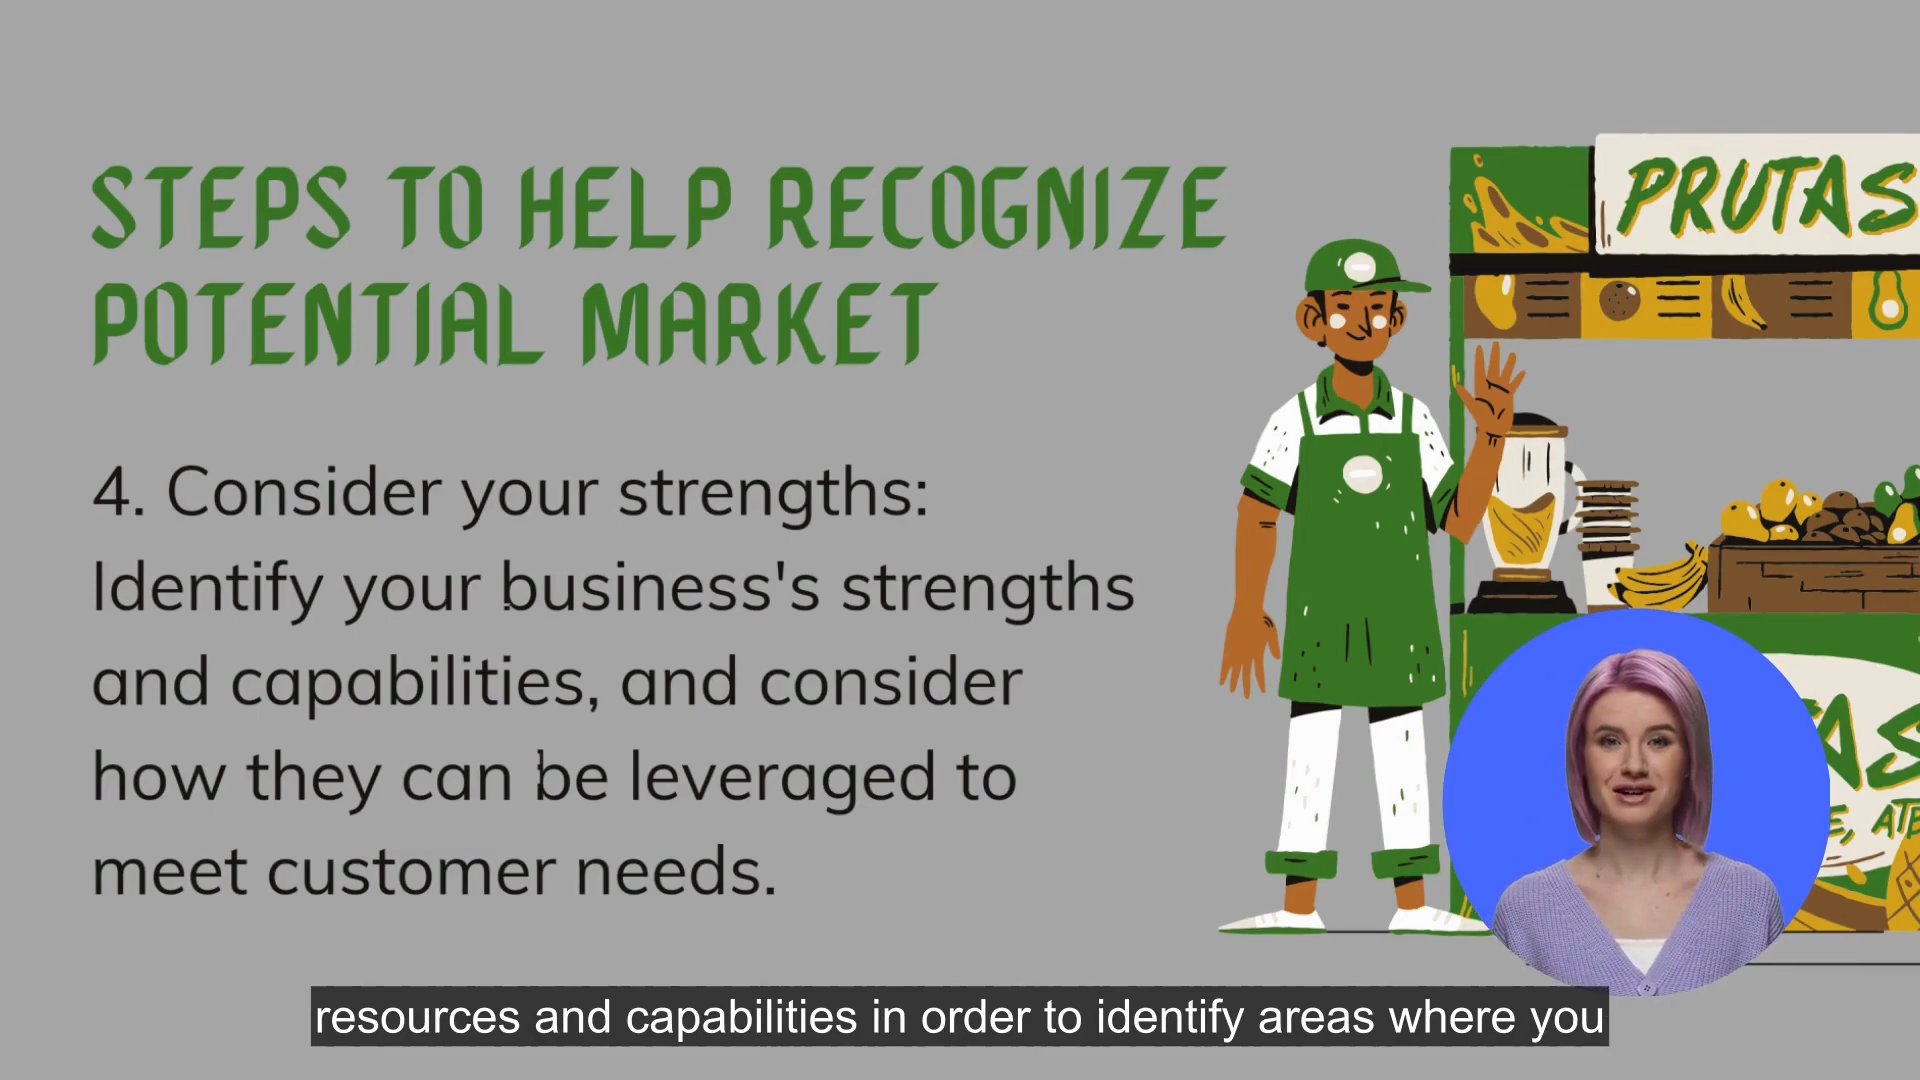 STEPS TO HELP RECOGNIZE
POTENTIAL MARKET
PRUTAS
4. Consider your strengths:
Identify your business's strengths
and capabilities, and consider
how they can be leveraged to
meet customer needs.
AS
E, ATE
resources and capabilities in order to identify areas where you